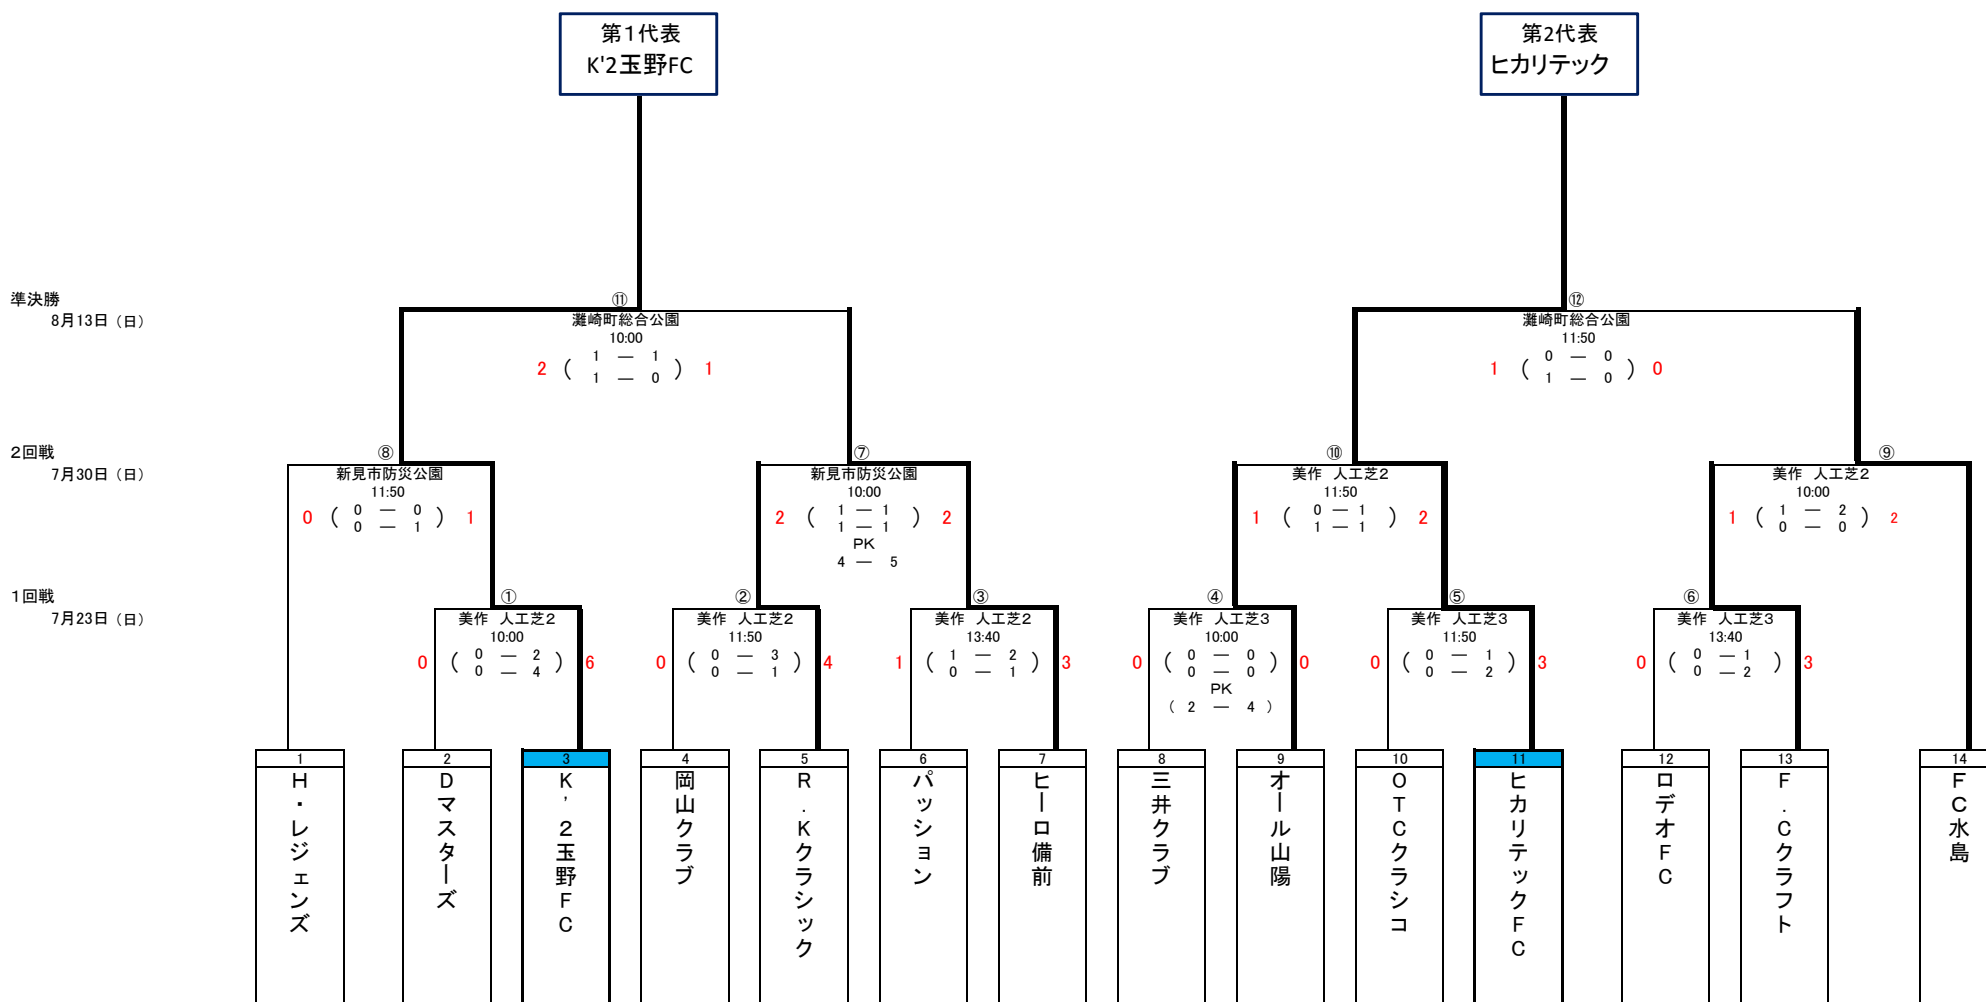 第1代表
K'2玉野FC
第2代表
ヒカリテック
準決勝
8月13日（日）
⑪
灘崎町総合公園
10:00
2 ( 1 — 1 ) 1
1 — 0
⑫
灘崎町総合公園
11:50
1 ( 0 — 0 ) 0
1 — 0
2回戦
7月30日（日）
⑧
新見市防災公園
11:50
0 ( 0 — 0 ) 1
0 — 1
⑦
新見市防災公園
10:00
2 ( 1 — 1 ) 2
1 — 1
PK
4 — 5
⑩
美作 人工芝2
11:50
1 ( 0 — 1 ) 2
1 — 1
⑨
美作 人工芝2
10:00
1 ( 1 — 2 ) 2
0 — 0
1回戦
7月23日（日）
①
美作 人工芝2
10:00
0 ( 0 — 2 ) 6
0 — 4
②
美作 人工芝2
11:50
0 ( 0 — 3 ) 4
0 — 1
③
美作 人工芝2
13:40
1 ( 1 — 2 ) 3
0 — 1
④
美作 人工芝3
10:00
0 ( 0 — 0 ) 0
0 — 0
PK
( 2 — 4 )
⑤
美作 人工芝3
11:50
0 ( 0 — 1 ) 3
0 — 2
⑥
美作 人工芝3
13:40
0 ( 0 — 1 ) 3
0 — 2
1
H・レジェンズ
2
Dマスターズ
3
K'2玉野FC
4
岡山クラブ
5
R.Kクラシック
6
パッション
7
ヒーロ備前
8
三井クラブ
9
オール山陽
10
OTCクラシコ
11
ヒカリテックFC
12
ロデオFC
13
F.Cクラフト
14
FC水島